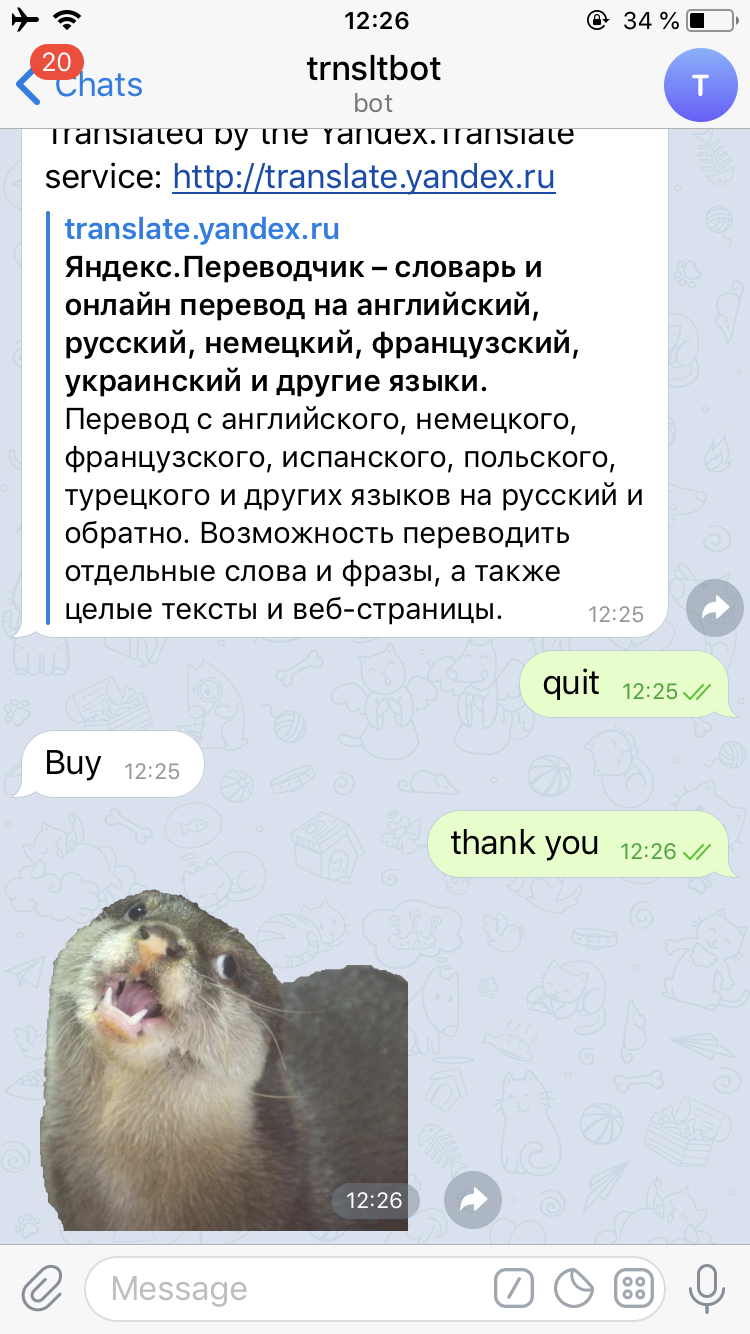 12:26
34 %
20
Chats
trnsltbot
bot
T
Translated by the Yandex.Translate
service: http://translate.yandex.ru
translate.yandex.ru
Яндекс.Переводчик – словарь и
онлайн перевод на английский,
русский, немецкий, французский,
украинский и другие языки.
Перевод с английского, немецкого,
французского, испанского, польского,
турецкого и других языков на русский и
обратно. Возможность переводить
отдельные слова и фразы, а также
целые тексты и веб-страницы.
12:25
quit 12:25
Buy 12:25
thank you 12:26
12:26
Message